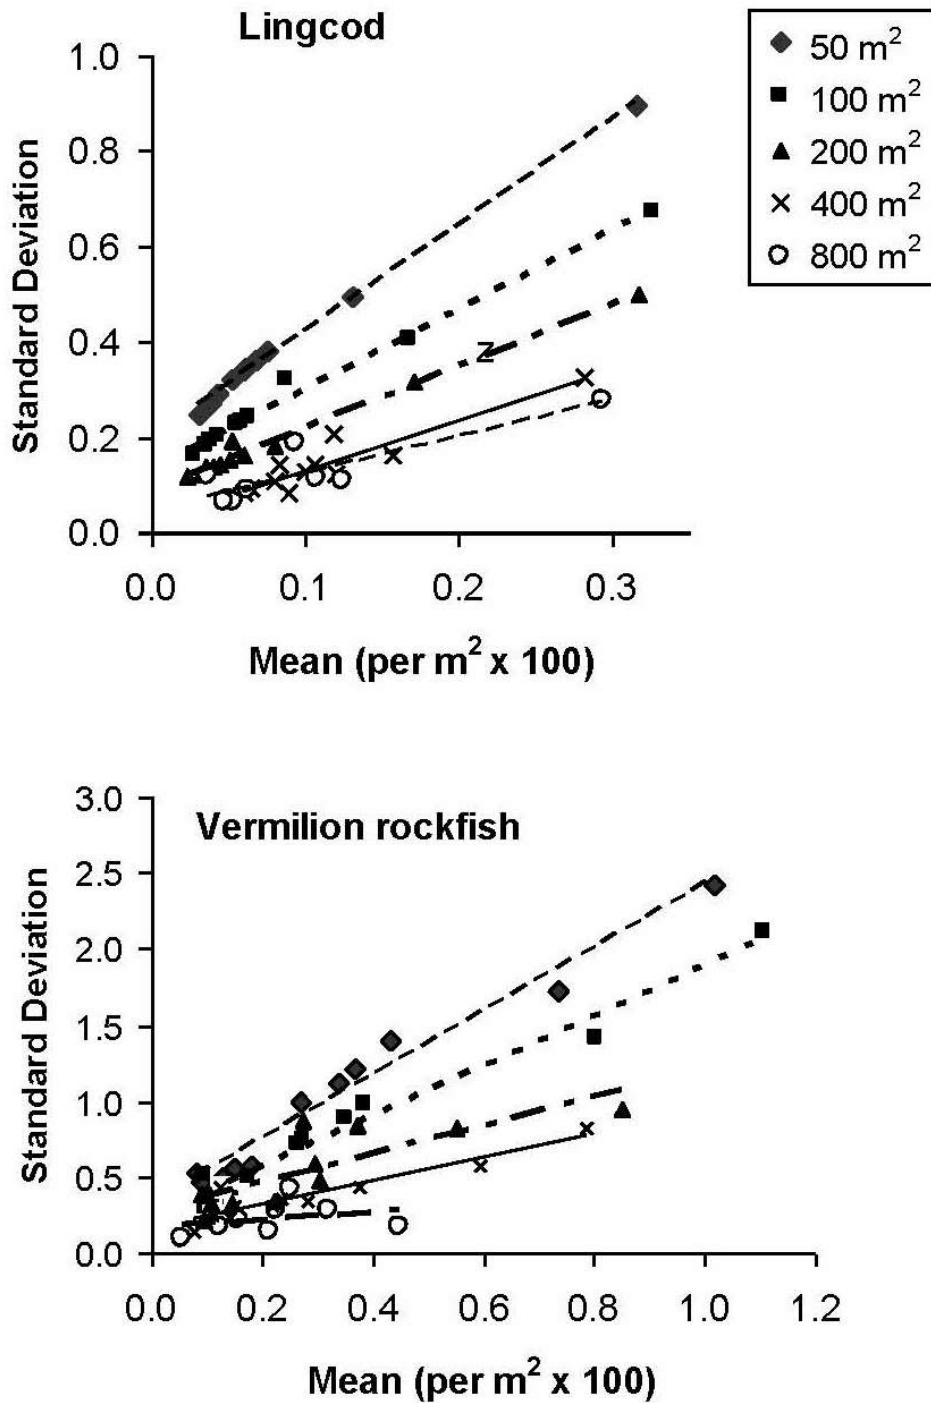 Lingcod
50 m²
100 m²
200 m²
400 m²
800 m²
1.0
0.8
0.6
0.4
0.2
0.0
Standard Deviation
Z
0.0 0.1 0.2 0.3
Mean (per m² x 100)
Vermilion rockfish
3.0
2.5
2.0
1.5
1.0
0.5
0.0
Standard Deviation
0.0 0.2 0.4 0.6 0.8 1.0 1.2
Mean (per m² x 100)